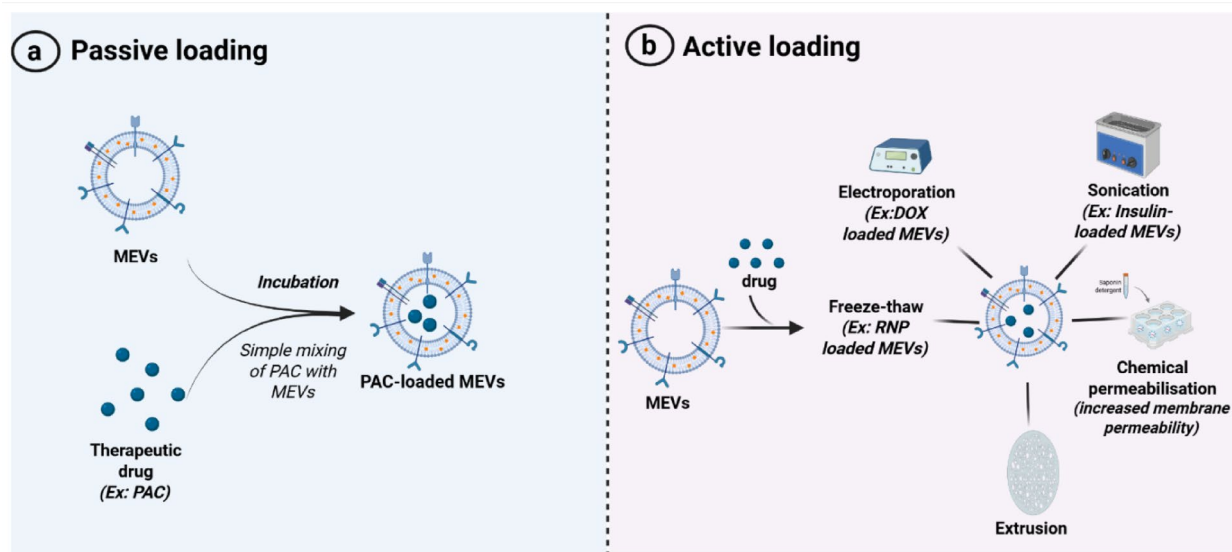 a Passive loading
MEVs
Incubation
Simple mixing
of PAC with
MEVs
PAC-loaded MEVs
Therapeutic
drug
(Ex: PAC)
b Active loading
Electroporation
(Ex:DOX
loaded MEVs)
Sonication
(Ex: Insulin-
loaded MEVs)
drug
MEVs
Freeze-thaw
(Ex: RNP
loaded MEVs)
Saponin
detergent
Chemical
permeabilisation
(increased membrane
permeability)
Extrusion